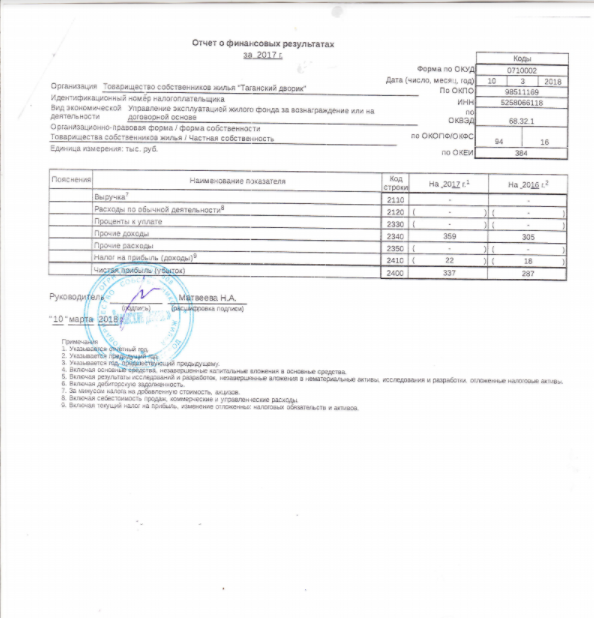 Отчет о финансовых результатах
за 2017 г.
Коды
Форма по ОКУД 0710002
Дата (число, месяц, год) 10 3 2018
Организация Товарищество собственников жилья "Таганский дворик" По ОКПО 98511169
Идентификационный номер налогоплательщика ИНН 5258066118
Вид экономической деятельности Управление эксплуатацией жилого фонда за вознаграждение или на договорной основе по ОКВЭД 68.32.1
Организационно-правовая форма / форма собственности
Товарищества собственников жилья / Частная собственность по ОКОПФ/ОКФС 94 16
Единица измерения: тыс. руб. по ОКЕИ 384
Пояснения Наименование показателя Код строки На 2017 г.1 На 2016 г.2
Выручка7 2110 - -
Расходы по обычной деятельности8 2120 ( - ) ( - )
Проценты к уплате 2330 ( - ) ( - )
Прочие доходы 2340 359 305
Прочие расходы 2350 ( - ) ( - )
Налог на прибыль (доходы)9 2410 ( 22 ) ( 18 )
Чистая прибыль (убыток) 2400 337 287
Руководитель Матвеева Н.А.
(подпись) (расшифровка подписи)
"10" марта 2018 г.
Примечания
1. Указывается отчетный год.
2. Указывается предыдущий год.
3. Указывается год, предшествующий предыдущему.
4. Включая основные средства, незавершенные капитальные вложения в основные средства.
5. Включая результаты исследований и разработок, незавершенные вложения в нематериальные активы, исследования и разработки, отложенные налоговые активы.
6. Включая дебиторскую задолженность.
7. За минусом налога на добавленную стоимость, акцизов.
8. Включая себестоимость продаж, коммерческие и управленческие расходы.
9. Включая текущий налог на прибыль, изменение отложенных налоговых обязательств и активов.